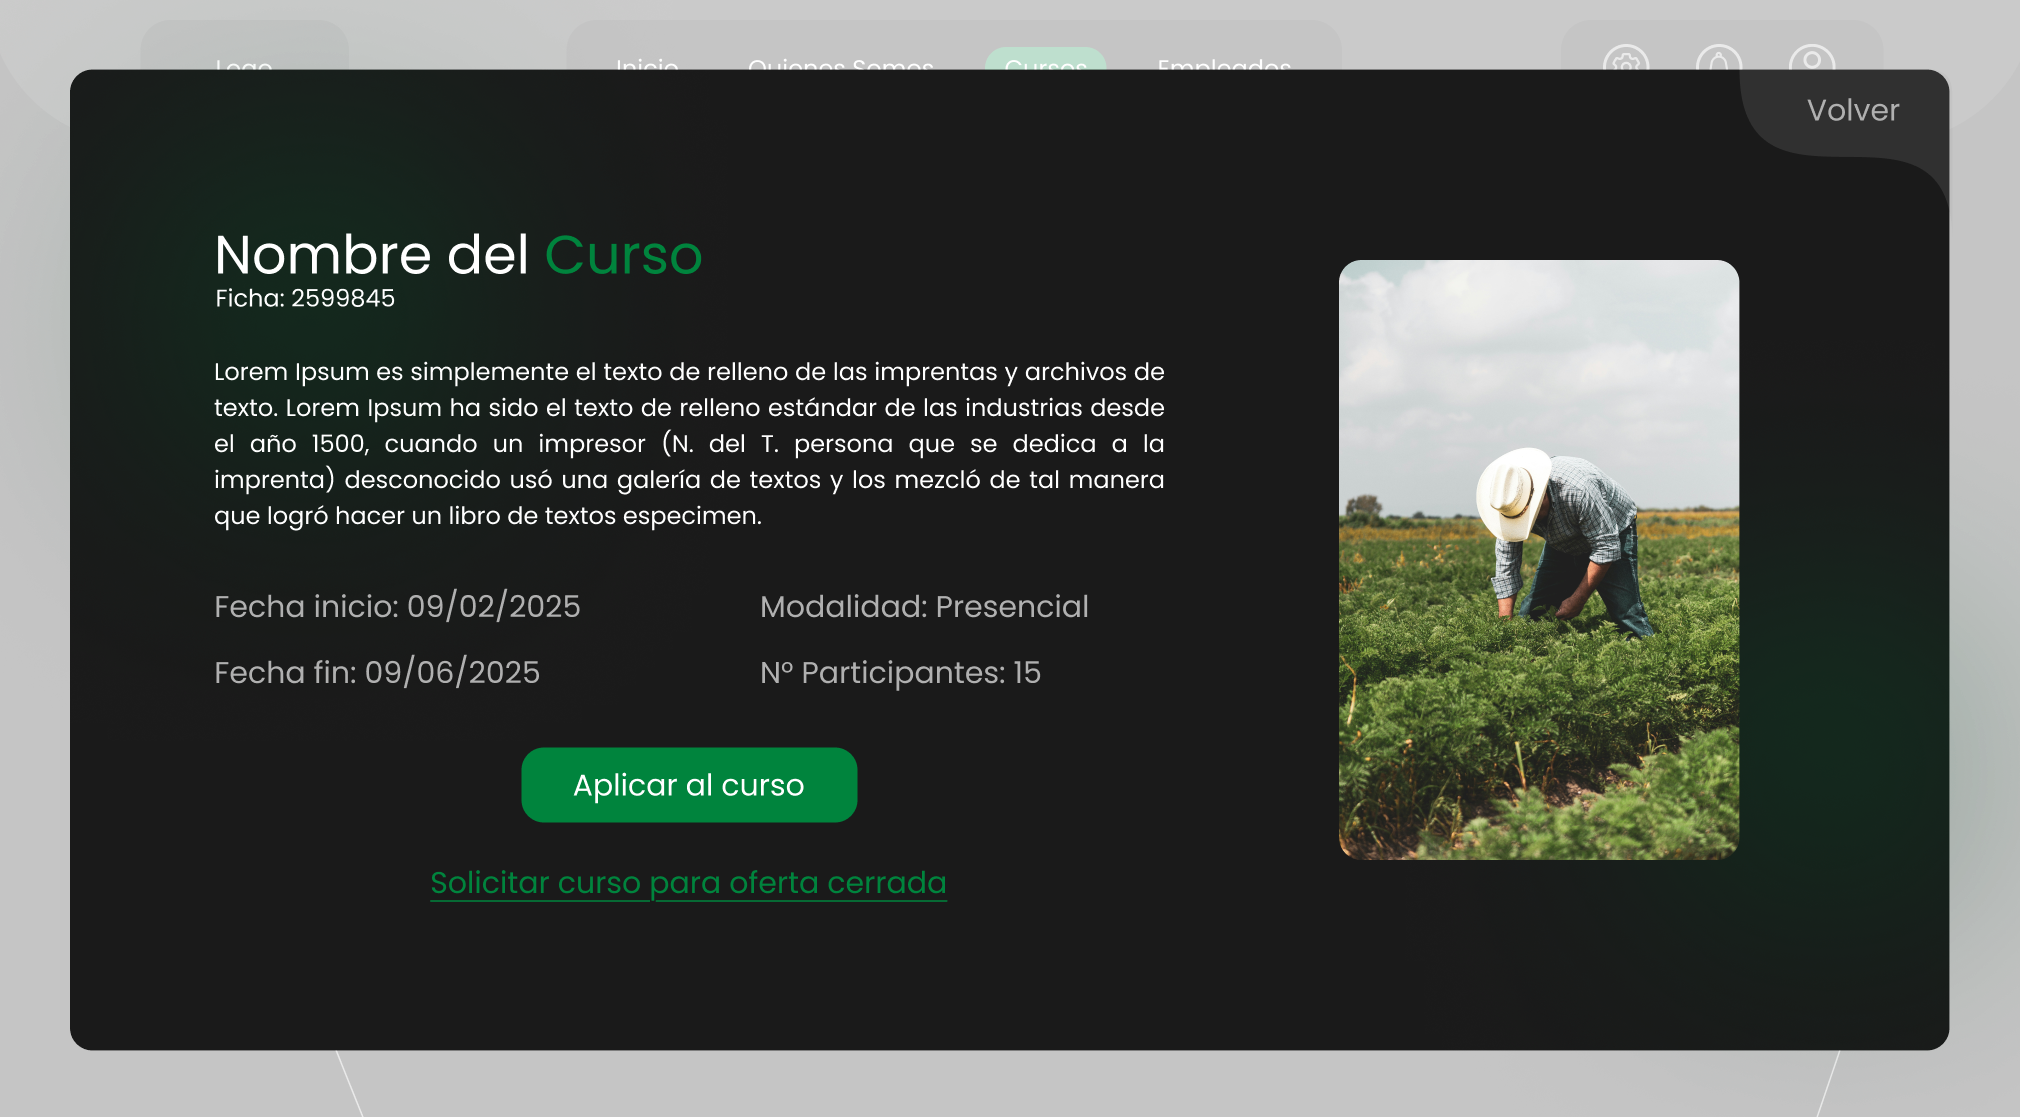 Logo Inicio Quienes Somos Cursos Empleados
Volver
Nombre del Curso
Ficha: 2599845
Lorem Ipsum es simplemente el texto de relleno de las imprentas y archivos de
texto. Lorem Ipsum ha sido el texto de relleno estándar de las industrias desde
el año 1500, cuando un impresor (N. del T. persona que se dedica a la
imprenta) desconocido usó una galería de textos y los mezcló de tal manera
que logró hacer un libro de textos especimen.
Fecha inicio: 09/02/2025 Modalidad: Presencial
Fecha fin: 09/06/2025 Nº Participantes: 15
Aplicar al curso
Solicitar curso para oferta cerrada